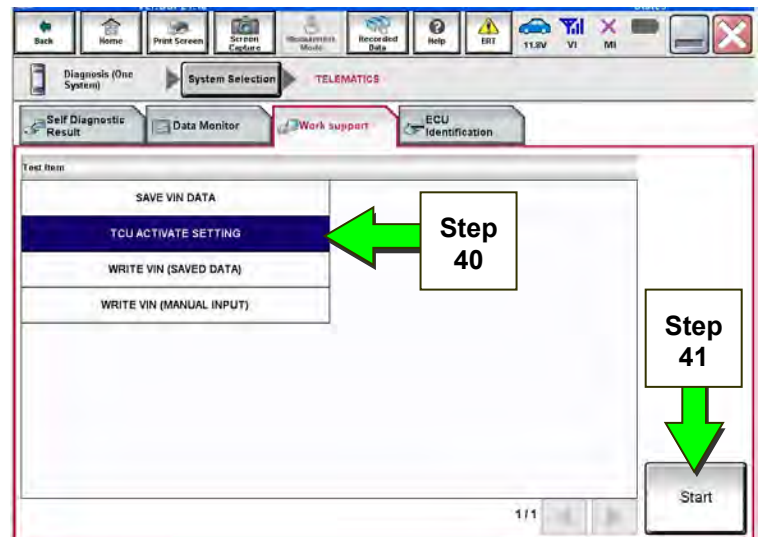 Back
Home
Print Screen
Screen
Capture
Measurement
Mode
Recorded
Data
Help
ERT
11.8V
VI
MI
Diagnosis (One
System)
System Selection
TELEMATICS
Self Diagnostic
Result
Data Monitor
Work support
ECU
Identification
Test Item
SAVE VIN DATA
TCU ACTIVATE SETTING
Step
40
WRITE VIN (SAVED DATA)
WRITE VIN (MANUAL INPUT)
Step
41
Start
1/1